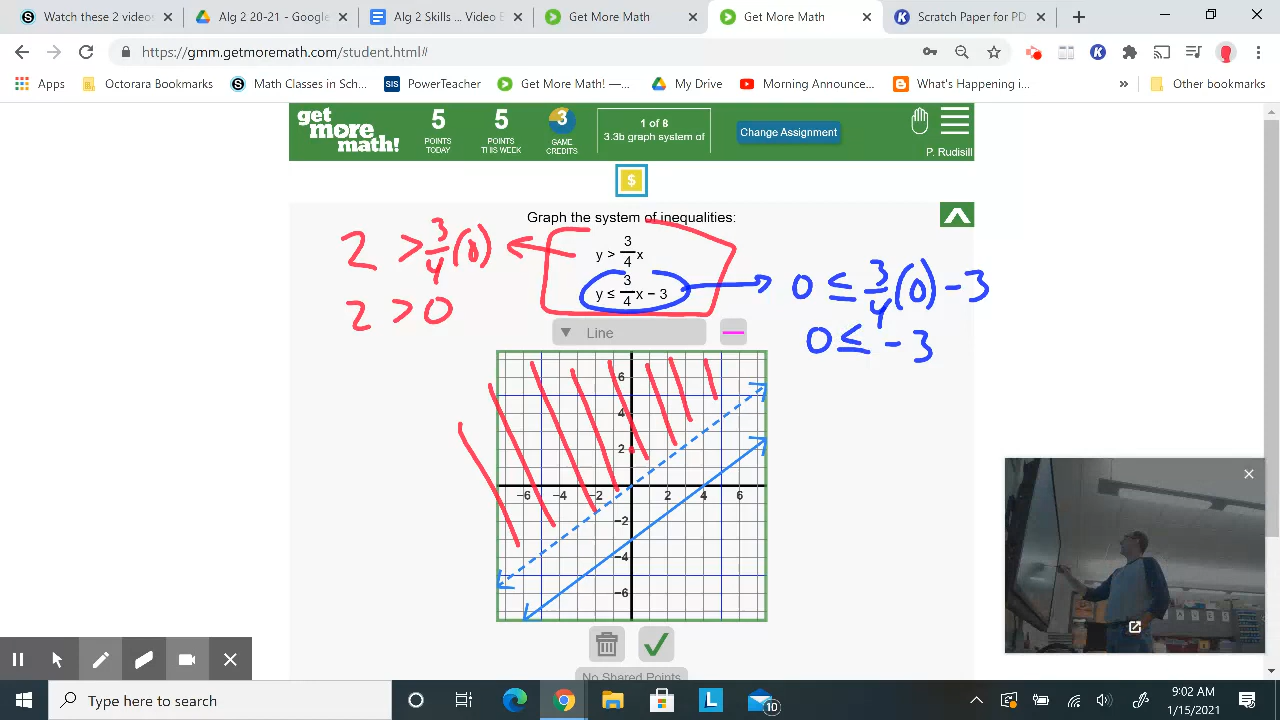 Watch these 2 videos
Alg 2 20-21 - Google
Alg 2 Skills .. Video E
Get More Math!
Get More Math!
Scratch Paper for PD
https://gmm.getmoremath.com/student.html#
Apps
Octorara Bookmarks
Math Classes in Sch...
SIS PowerTeacher
Get More Math! —...
My Drive
Morning Announce...
What's Happening i...
»
Other bookmarks
get more math!
5 POINTS TODAY
5 POINTS THIS WEEK
3 GAME CREDITS
1 of 8
3.3b graph system of
Change Assignment
P. Rudisill
$
Graph the system of inequalities:
y > 3/4 x
y ≤ 3/4 x − 3
2 > 3/4 (0)
2 > 0
0 ≤ 3/4 (0) - 3
0 ≤ - 3
Line
6
4
2
−6 −4 −2 2 4 6
−2
−4
−6
No Shared Points
Type here to search
L
10
9:02 AM
1/15/2021